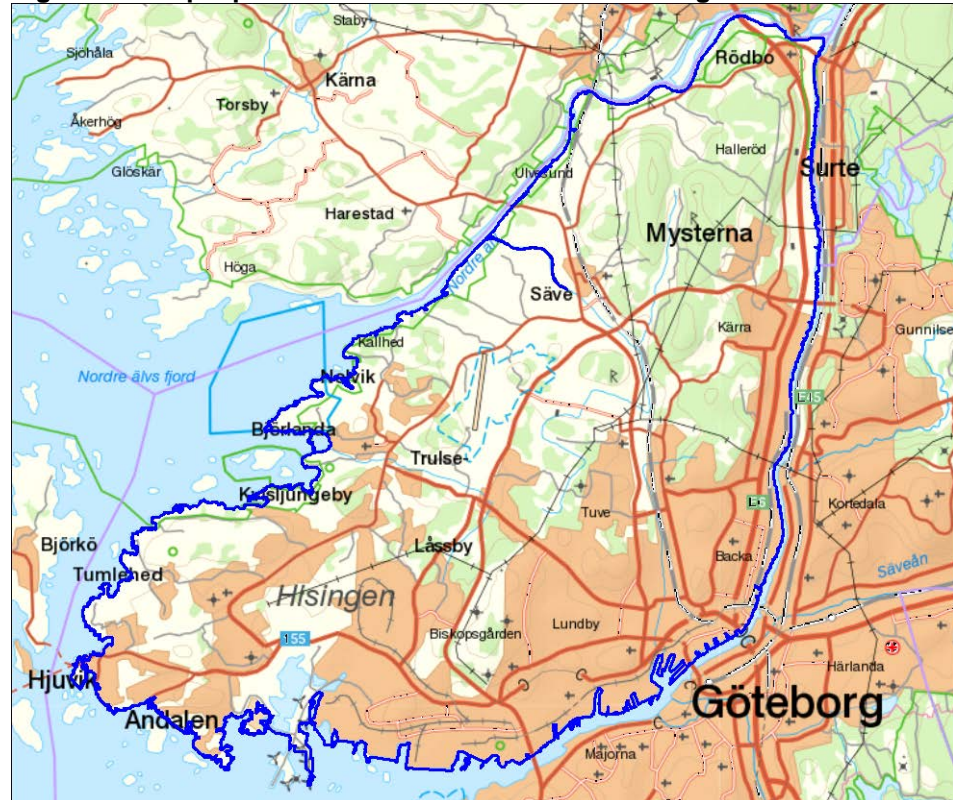 Staby
Sjöhåla
Rödbo
Kärna
Torsby
Åkerhög
Halleröd
Surte
Glöskär
Ulvesund
Harestad
Mysterna
Höga
Nordre älv
Säve
Kärra
Gunnilse
Källhed
Nolvik
Nordre älvs fjord
E45
Björlanda
Trulse-
Kvisljungeby
E6
Kortedala
Tuve
Björkö
Låssby
Backa
Säveån
Tumlehed
Hisingen
Biskopsgården
Lundby
155
Hjuvik
Härlanda
Göteborg
Andalen
Majorna